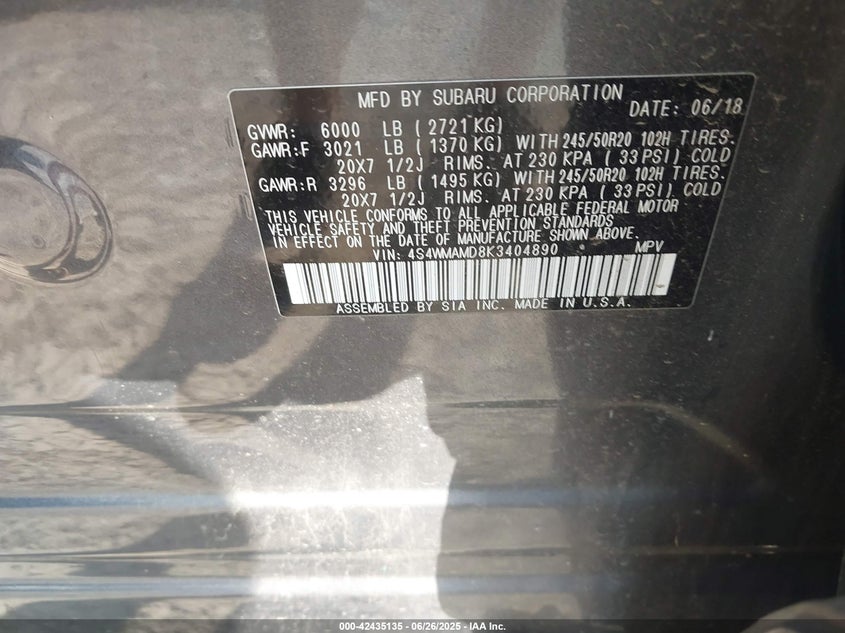 MFD BY SUBARU CORPORATION
DATE: 06/18
GVWR: 6000 LB ( 2721 KG)
GAWR:F 3021 LB ( 1370 KG) WITH 245/50R20 102H TIRES.
20X7 1/2J RIMS. AT 230 KPA ( 33 PSI) COLD
GAWR:R 3296 LB ( 1495 KG) WITH 245/50R20 102H TIRES.
20X7 1/2J RIMS. AT 230 KPA ( 33 PSI) COLD
THIS VEHICLE CONFORMS TO ALL APPLICABLE FEDERAL MOTOR
VEHICLE SAFETY AND THEFT PREVENTION STANDARDS
IN EFFECT ON THE DATE OF MANUFACTURE SHOWN ABOVE.
VIN: 4S4WMAMD8K3404890 MPV
ASSEMBLED BY SIA INC. MADE IN U.S.A.
000-42435135 - 06/26/2025 - IAA Inc.